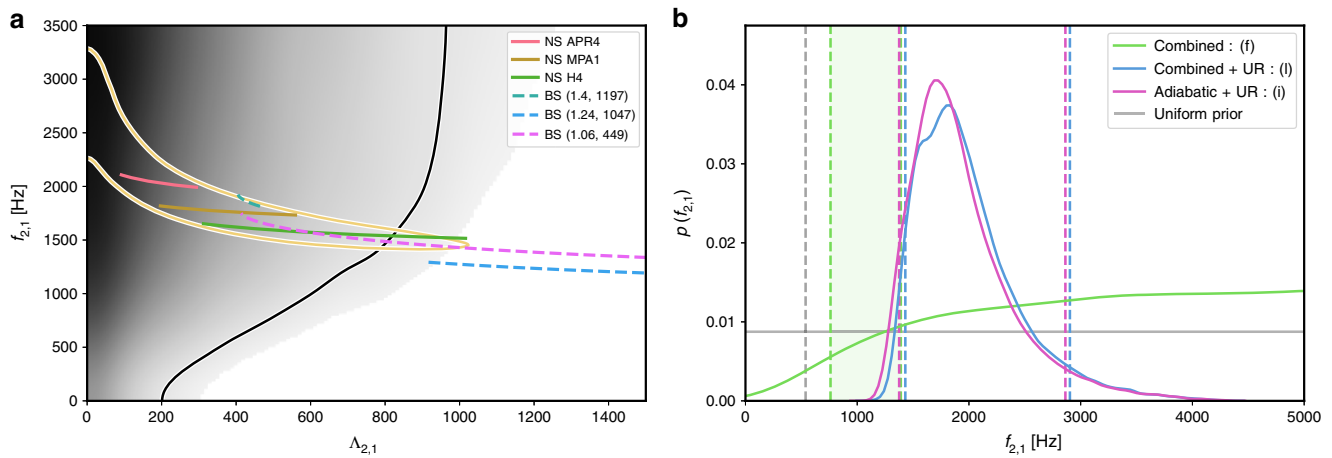 a
3500
3000
2500
2000
1500
1000
500
0
f2,1 [Hz]
0 200 400 600 800 1000 1200 1400
Λ2,1
NS APR4
NS MPA1
NS H4
BS (1.4, 1197)
BS (1.24, 1047)
BS (1.06, 449)
b
0.04
0.03
0.02
0.01
0.00
p (f2,1)
0 1000 2000 3000 4000 5000
f2,1 [Hz]
Combined : (f)
Combined + UR : (l)
Adiabatic + UR : (i)
Uniform prior